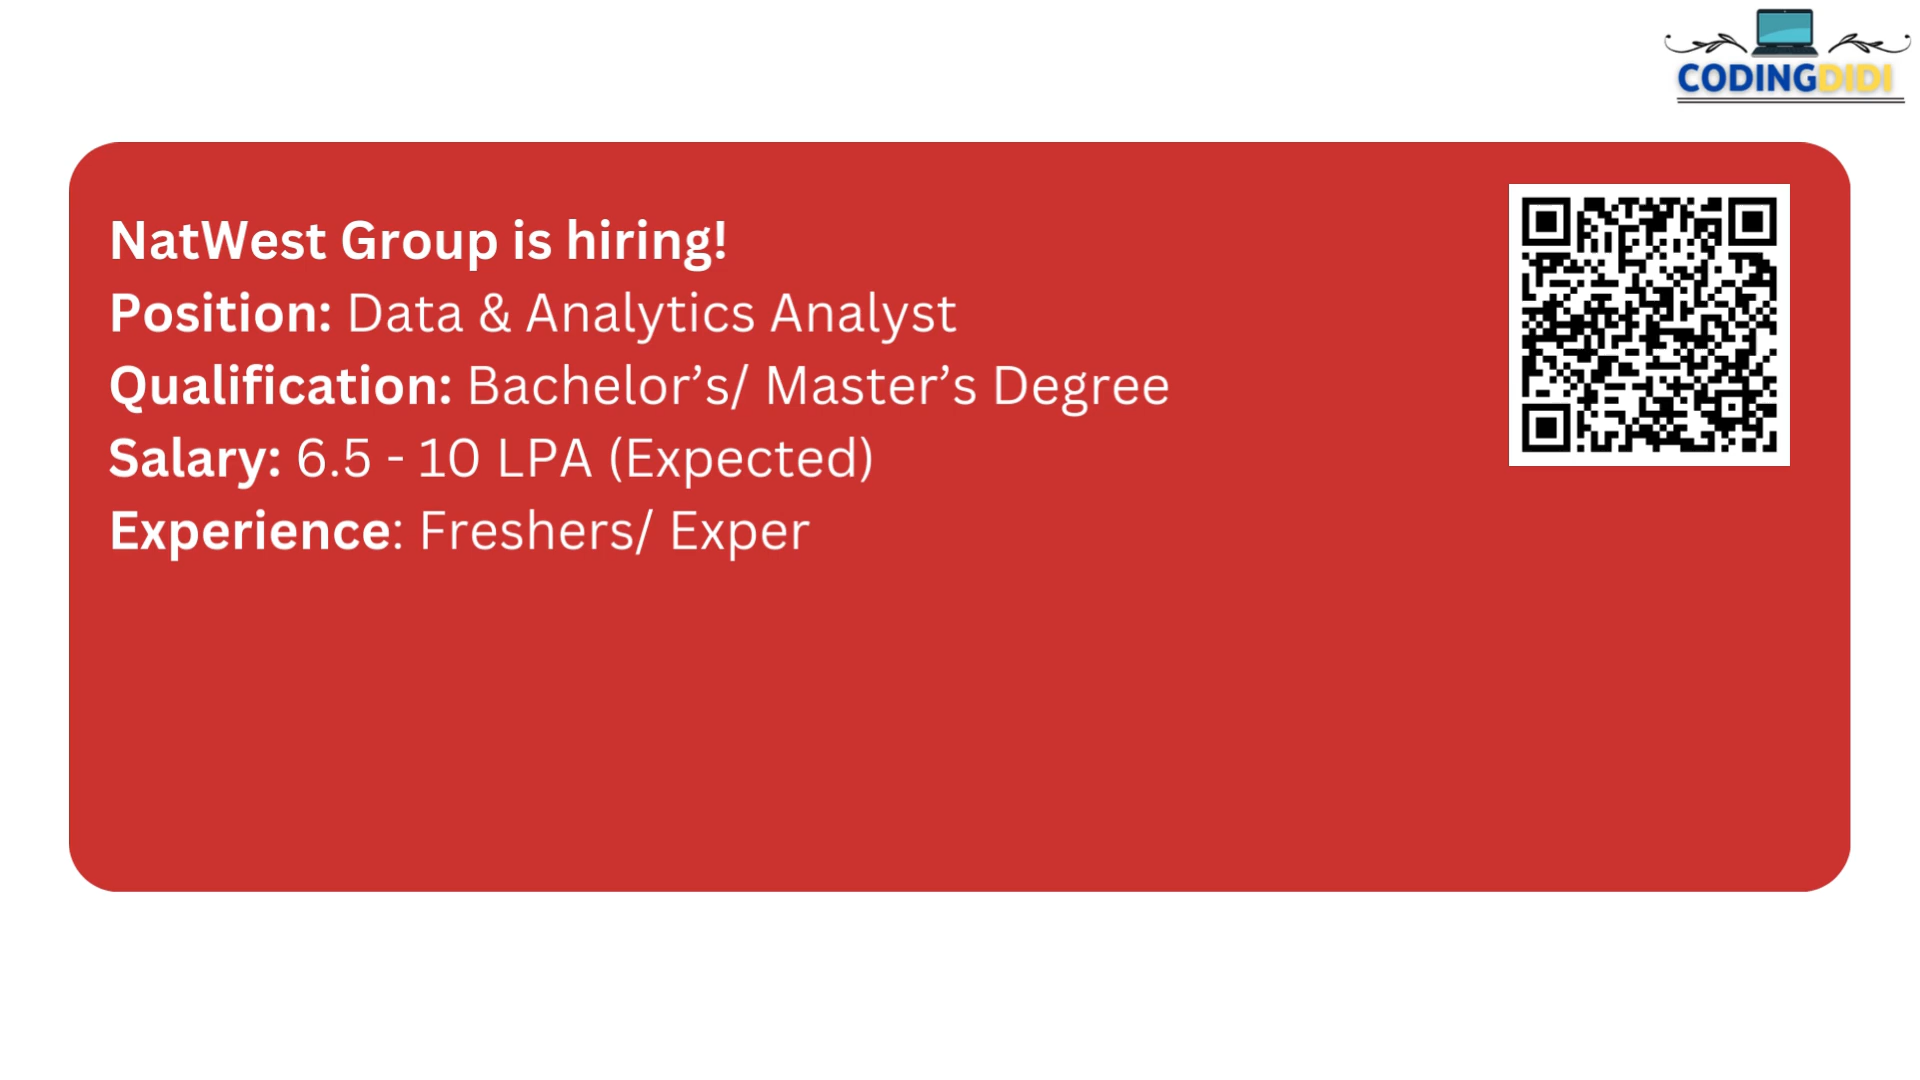 CODINGDIDI
NatWest Group is hiring!
Position: Data & Analytics Analyst
Qualification: Bachelor’s/ Master’s Degree
Salary: 6.5 - 10 LPA (Expected)
Experience: Freshers/ Exper